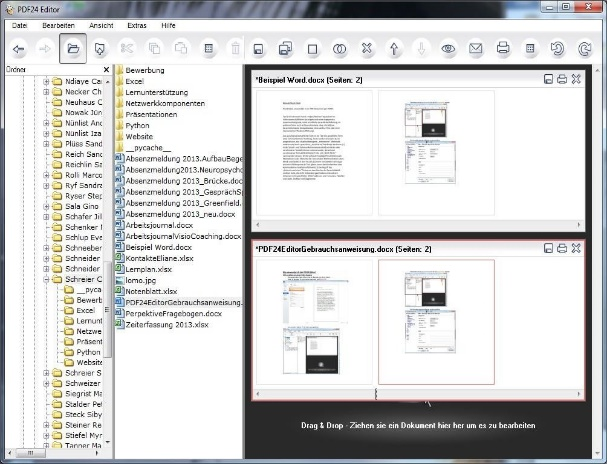 PDF24 Editor
Datei Bearbeiten Ansicht Extras Hilfe
Ordner
Ndiaye Ca
Necker Ch
Neuhaus C
Nowak Jün
Nünlist And
Nünlist Iza
Plüss Sand
Reich Sand
Reichlin Sa
Rolli Marco
Ryf Sandra
Ryser Step
Sala Gino
Schafer Jill
Schenker M
Schlup Eve
Schneeber
Schneider
Schneider
Schreier C
__pyca
Bewerb
Excel
Lernunt
Netzwe
Präsent
Python
Website
Schreier S
Schweizer
Siegrist Ma
Stalder Pet
Steck Siby
Steiner Re
Stiefel Myr
Tanner Ma
Bewerbung
Excel
Lernunterstützung
Netzwerkkomponenten
Präsentationen
Python
Website
__pycache__
Absenzmeldung 2013.AufbauBege
Absenzmeldung2013.Neuropsych
Absenzmeldung 2013_Brücke.docx
Absenzmeldung 2013_GesprächSp
Absenzmeldung 2013_Greenfield.
Absenzmeldung 2013_neu.docx
Arbeitsjournal.docx
ArbeitsjournalVisioCoaching.docx
Beispiel Word.docx
KontakteEliane.xlsx
Lernplan.xlsx
lomo.jpg
Notenblatt.xlsx
PDF24EditorGebrauchsanweisung.
PerpektiveFragebogen.docx
Zeiterfassung 2013.xlsx
*Beispiel Word.docx (Seiten: 2)
*PDF24EditorGebrauchsanweisung.docx (Seiten: 2)
Drag & Drop - Ziehen sie ein Dokument hier her um es zu bearbeiten